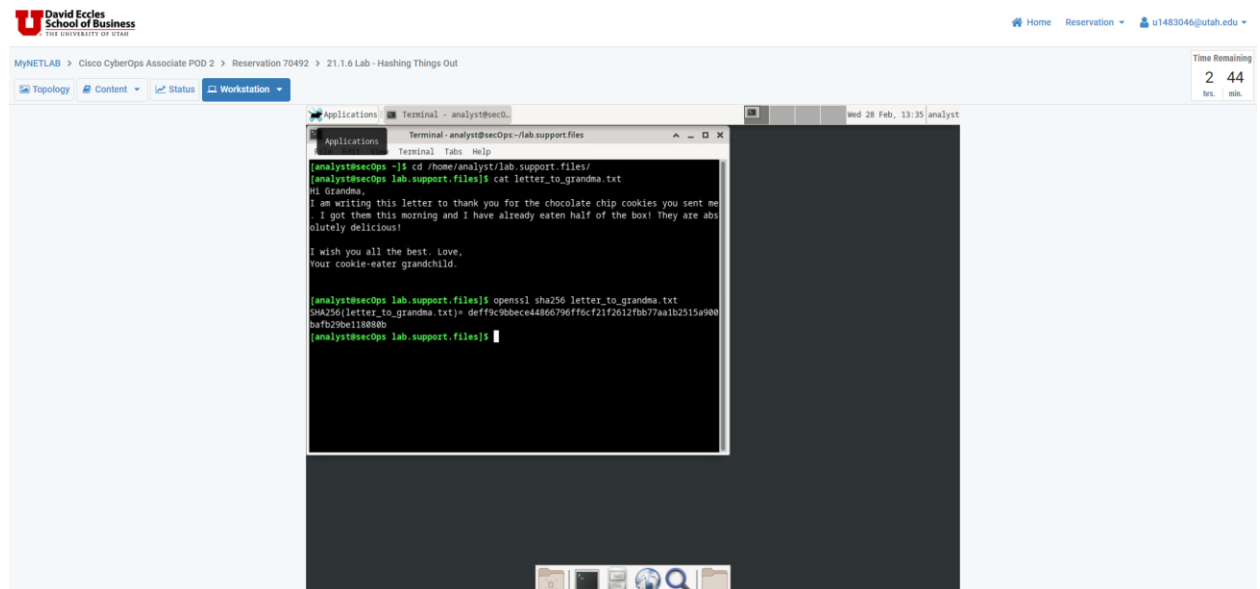 David Eccles
School of Business
THE UNIVERSITY OF UTAH
Home Reservation u1483046@utah.edu
MyNETLAB > Cisco CyberOps Associate POD 2 > Reservation 70492 > 21.1.6 Lab - Hashing Things Out
Time Remaining
2 44
hrs. min.
Topology Content Status Workstation
Applications Terminal - analyst@secO...
Wed 28 Feb, 13:35 analyst
Terminal - analyst@secOps:~/lab.support.files
Applications
Terminal Tabs Help
[analyst@secOps ~]$ cd /home/analyst/lab.support.files/
[analyst@secOps lab.support.files]$ cat letter_to_grandma.txt
Hi Grandma,
I am writing this letter to thank you for the chocolate chip cookies you sent me
. I got them this morning and I have already eaten half of the box! They are abs
olutely delicious!
I wish you all the best. Love,
Your cookie-eater grandchild.
[analyst@secOps lab.support.files]$ openssl sha256 letter_to_grandma.txt
SHA256(letter_to_grandma.txt)= deff9c9bbece44866796ff6cf21f2612fbb77aa1b2515a900
bafb29be118080b
[analyst@secOps lab.support.files]$